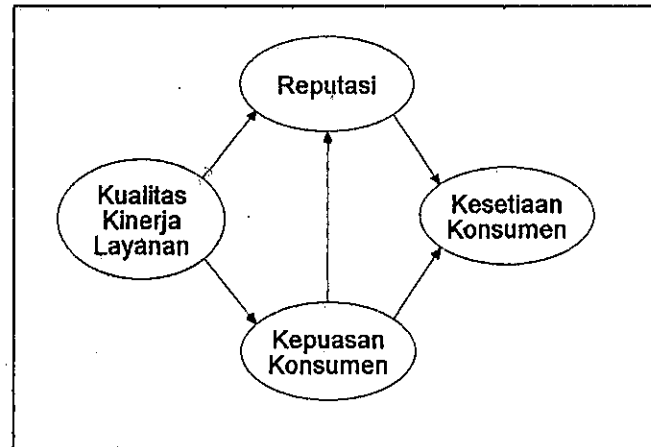 Reputasi
Kualitas
Kinerja
Layanan
Kesetiaan
Konsumen
Kepuasan
Konsumen